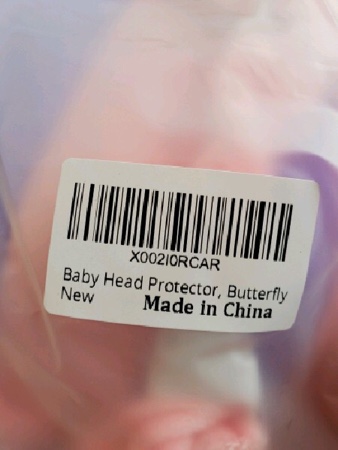 X002I0RCAR
Baby Head Protector, Butterfly
New Made in China